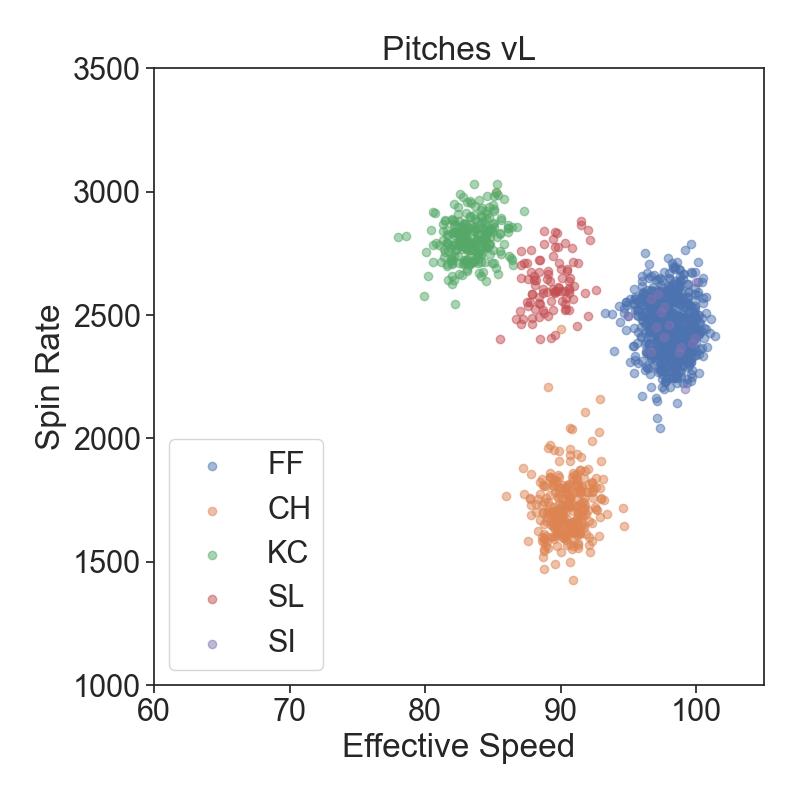 Pitches vL
3500
3000
2500
2000
1500
1000
Spin Rate
FF
CH
KC
SL
SI
60 70 80 90 100
Effective Speed